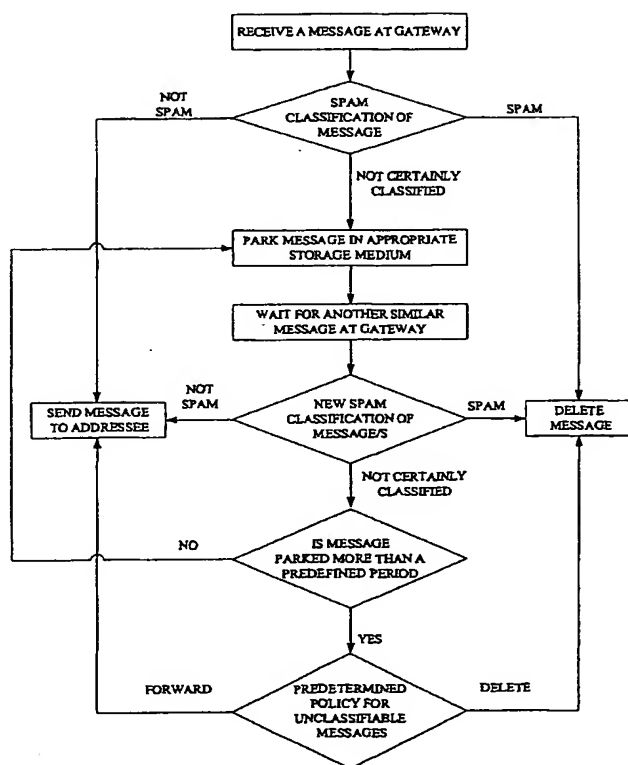 RECEIVE A MESSAGE AT GATEWAY
NOT
SPAM
SPAM
CLASSIFICATION OF
MESSAGE
SPAM
NOT CERTAINLY
CLASSIFIED
PARK MESSAGE IN APPROPRIATE
STORAGE MEDIUM
WAIT FOR ANOTHER SIMILAR
MESSAGE AT GATEWAY
NOT
SPAM
SEND MESSAGE
TO ADDRESSEE
NEW SPAM
CLASSIFICATION OF
MESSAGE/S
SPAM
DELETE
MESSAGE
NOT CERTAINLY
CLASSIFIED
NO
IS MESSAGE
PARKED MORE THAN A
PREDEFINED PERIOD
YES
FORWARD
PREDETERMINED
POLICY FOR
UNCLASSIFIABLE
MESSAGES
DELETE